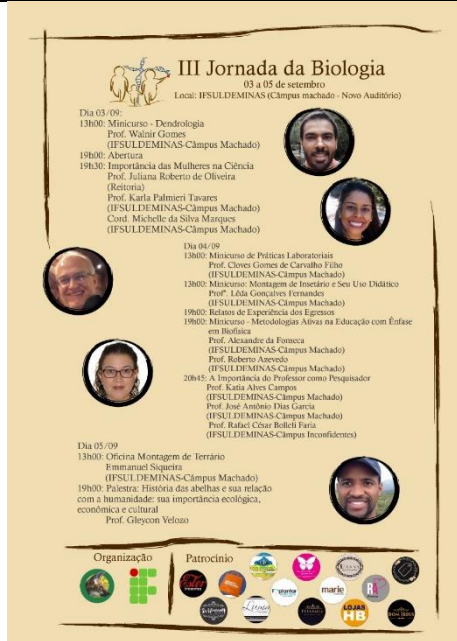 III Jornada da Biologia
03 a 05 de setembro
Local: IFSULDEMINAS (Câmpus machado - Novo Auditório)
Dia 03/09:
13h00: Minicurso - Dendrologia
Prof. Walnir Gomes
(IFSULDEMINAS-Câmpus Machado)
19h00: Abertura
19h30: Importância das Mulheres na Ciência
Prof. Juliana Roberto de Oliveira
(Reitoria)
Prof. Karla Palmieri Tavares
(IFSULDEMINAS-Câmpus Machado)
Cord. Michelle da Silva Marques
(IFSULDEMINAS-Câmpus Machado)
Dia 04/09
13h00: Minicurso de Práticas Laboratoriais
Prof. Cloves Gomes de Carvalho Filho
(IFSULDEMINAS-Câmpus Machado)
13h00: Minicurso: Montagem de Insetário e Seu Uso Didático
Profª. Lêda Gonçalves Fernandes
(IFSULDEMINAS-Câmpus Machado)
19h00: Relatos de Experiência dos Egressos
19h00: Minicurso - Metodologias Ativas na Educação com Ênfase
em Biofísica
Prof. Alexandre da Fonseca
(IFSULDEMINAS-Câmpus Machado)
Prof. Roberto Azevedo
(IFSULDEMINAS-Câmpus Machado)
20h45: A Importância do Professor como Pesquisador
Prof. Katia Alves Campos
(IFSULDEMINAS-Câmpus Machado)
Prof. José Antônio Dias Garcia
(IFSULDEMINAS-Câmpus Machado)
Prof. Rafael César Bolleli Faria
(IFSULDEMINAS-Câmpus Inconfidentes)
Dia 05/09
13h00: Oficina Montagem de Terrário
Emmanuel Siqueira
(IFSULDEMINAS-Câmpus Machado)
19h00: Palestra: História das abelhas e sua relação
com a humanidade: sua importância ecológica,
econômica e cultural
Prof. Gleycon Velozo
Organização
Patrocínio
marie
LOJAS
HB